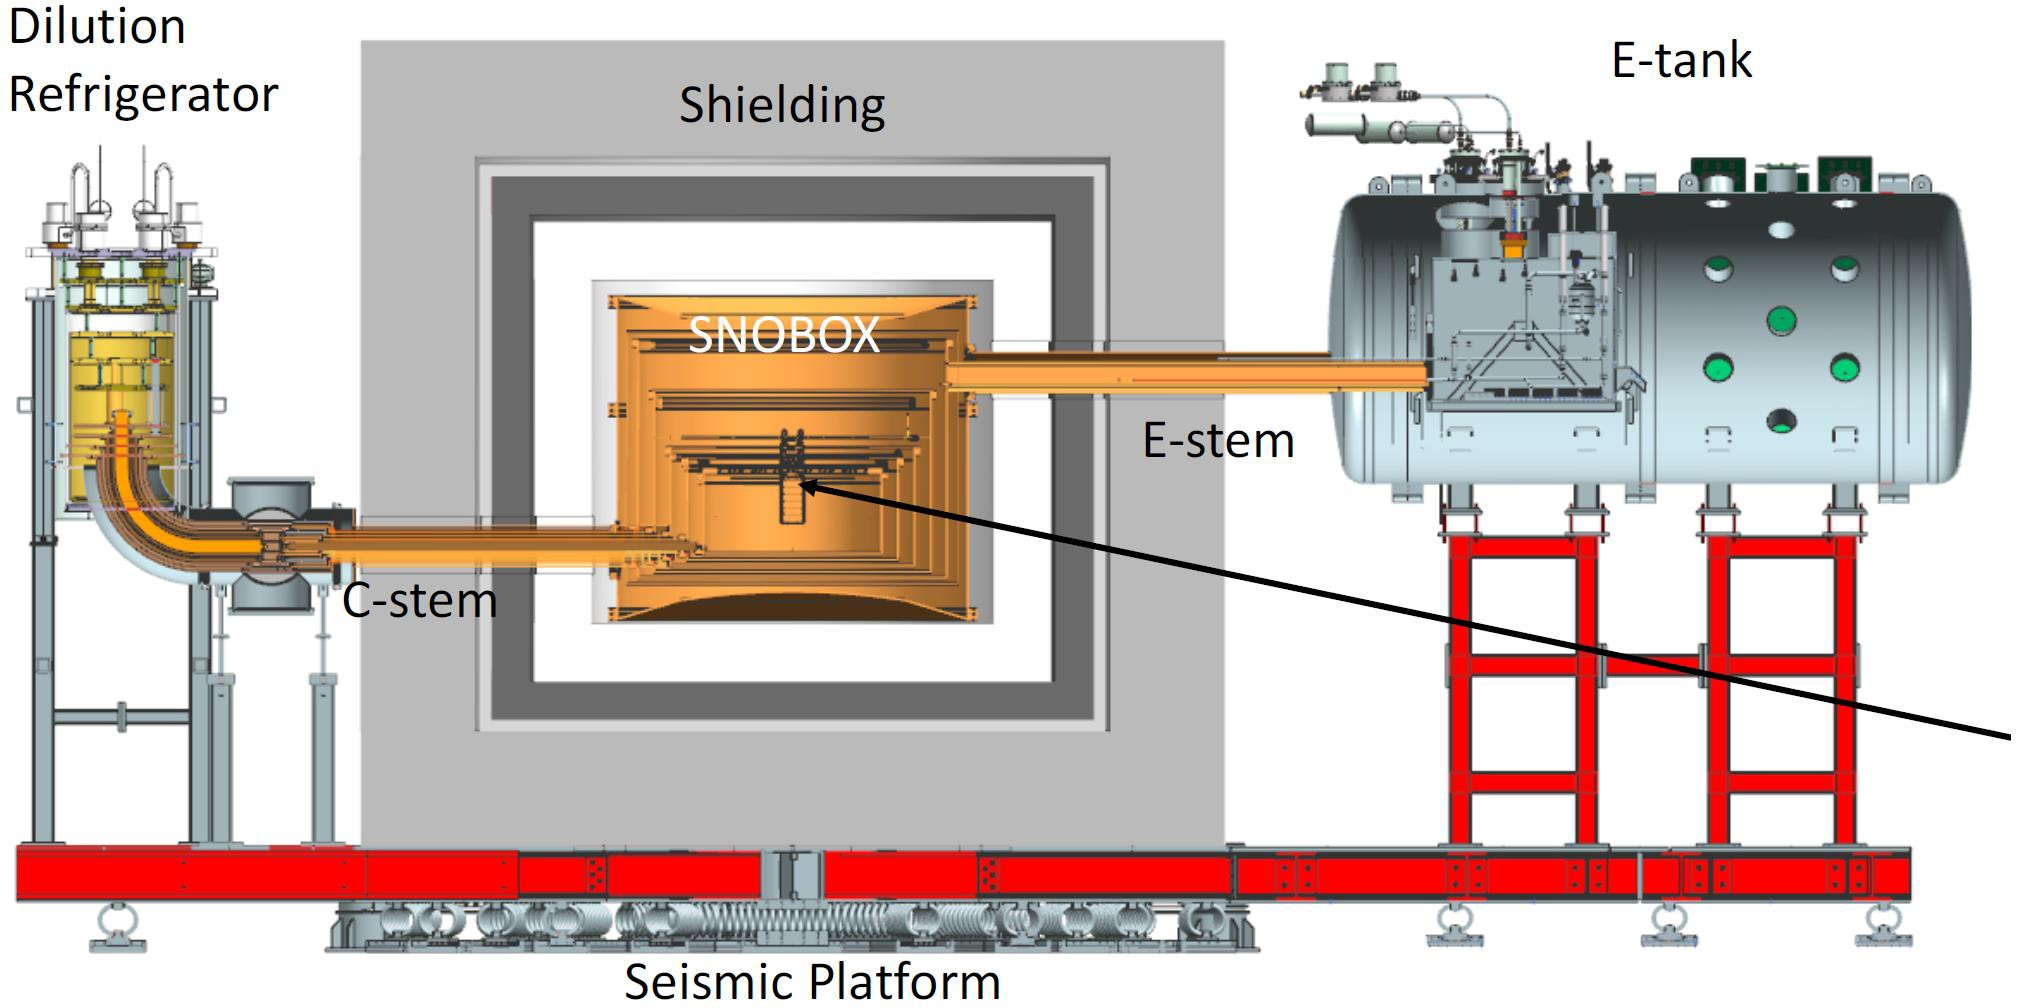 Dilution
Refrigerator
Shielding
E-tank
SNOBOX
E-stem
C-stem
Seismic Platform